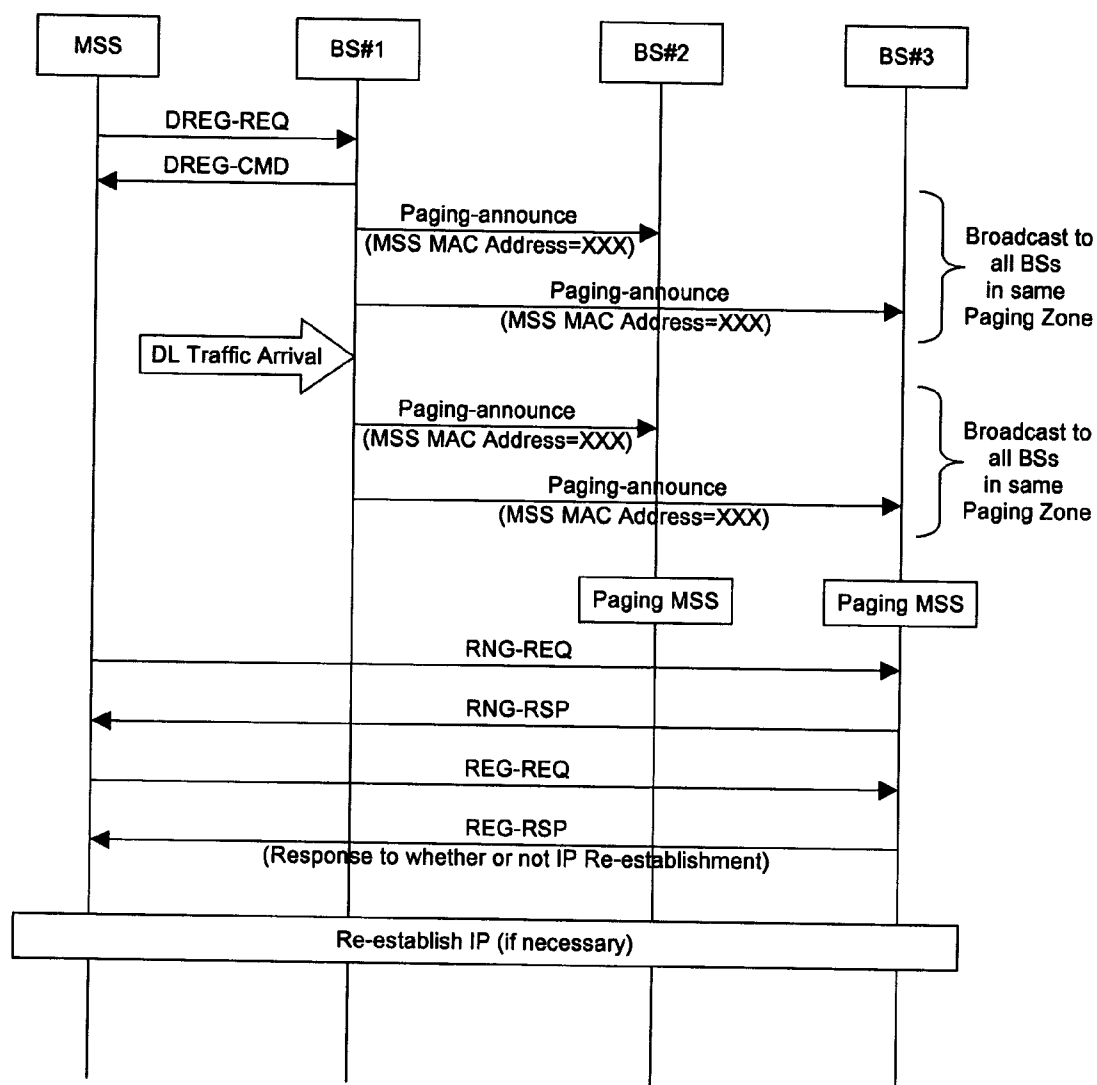 MSS
BS#1
BS#2
BS#3
DREG-REQ
DREG-CMD
Paging-announce
(MSS MAC Address=XXX)
Paging-announce
(MSS MAC Address=XXX)
Broadcast to
all BSs
in same
Paging Zone
DL Traffic Arrival
Paging-announce
(MSS MAC Address=XXX)
Paging-announce
(MSS MAC Address=XXX)
Broadcast to
all BSs
in same
Paging Zone
Paging MSS
Paging MSS
RNG-REQ
RNG-RSP
REG-REQ
REG-RSP
(Response to whether or not IP Re-establishment)
Re-establish IP (if necessary)